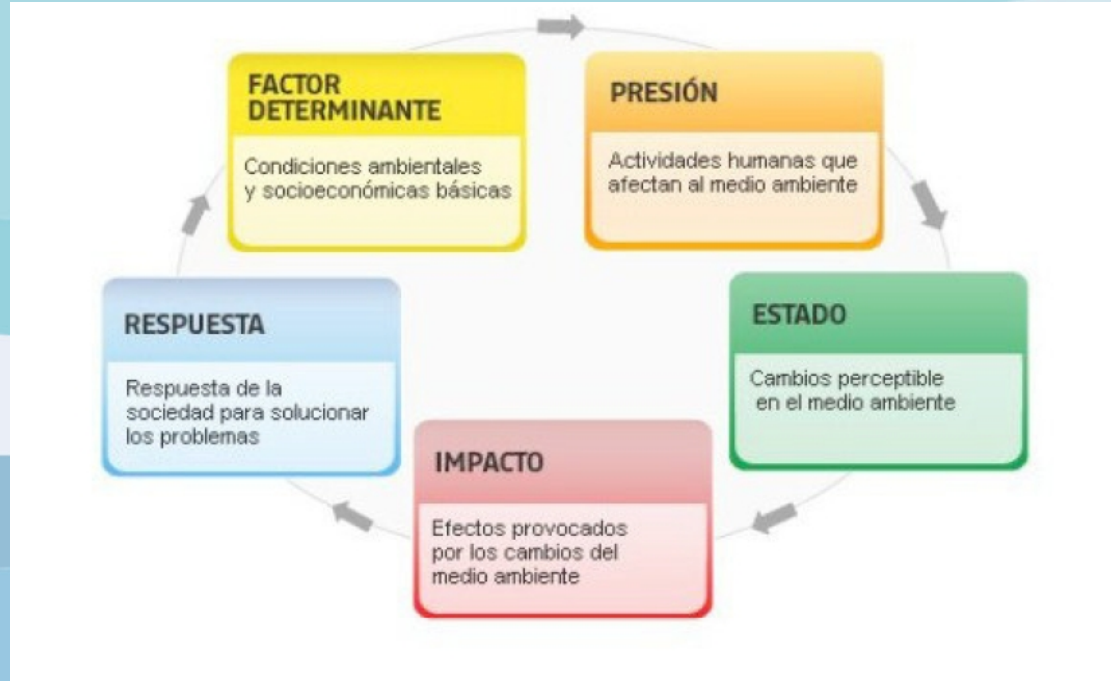 FACTOR
DETERMINANTE
Condiciones ambientales
y socioeconómicas básicas
PRESIÓN
Actividades humanas que
afectan al medio ambiente
ESTADO
Cambios perceptible
en el medio ambiente
IMPACTO
Efectos provocados
por los cambios del
medio ambiente
RESPUESTA
Respuesta de la
sociedad para solucionar
los problemas